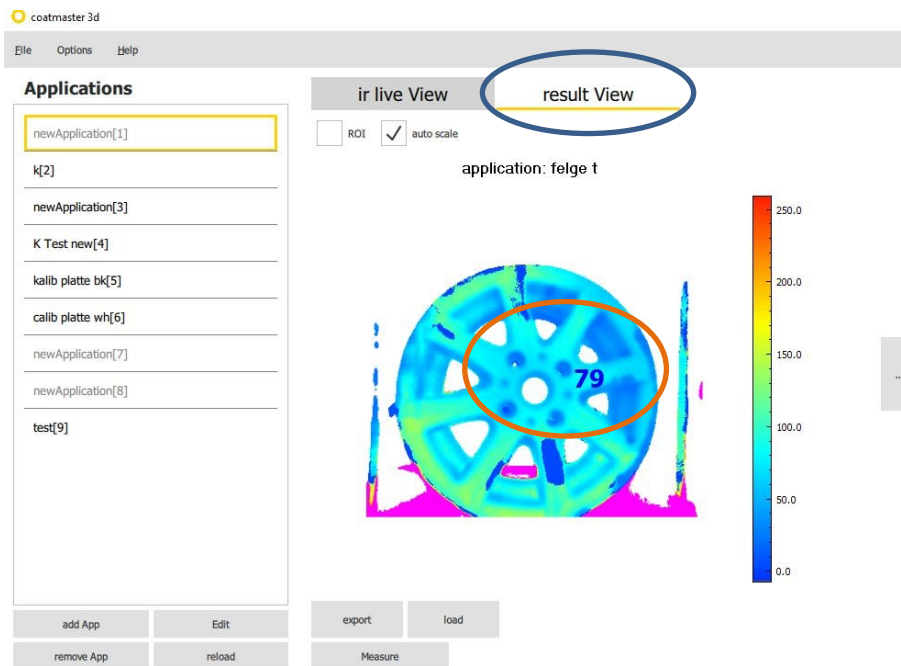 coatmaster 3d
File Options Help
Applications
newApplication[1]
k[2]
newApplication[3]
K Test new[4]
kalib platte bk[5]
calib platte wh[6]
newApplication[7]
newApplication[8]
test[9]
add App Edit
remove App reload
ir live View result View
ROI auto scale
application: felge t
79
250.0
200.0
150.0
100.0
50.0
0.0
export load
Measure